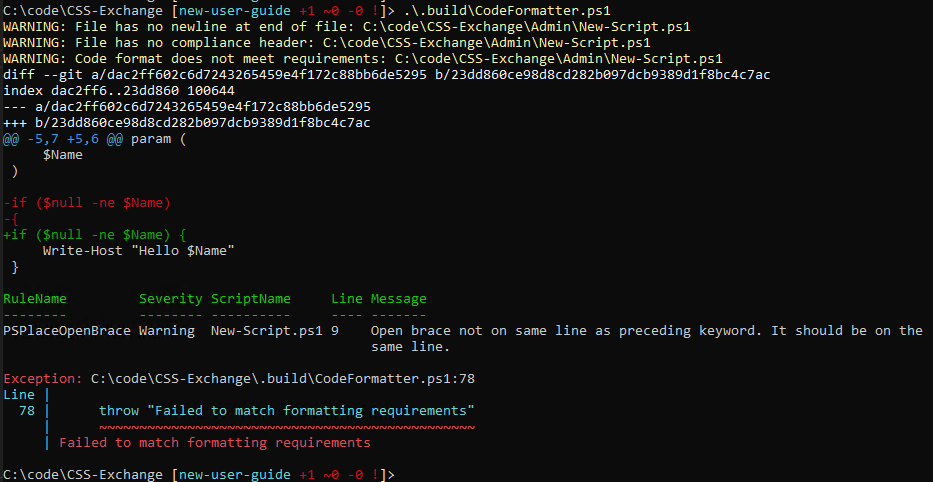 C:\code\CSS-Exchange [new-user-guide +1 ~0 -0 !]> .\.build\CodeFormatter.ps1
WARNING: File has no newline at end of file: C:\code\CSS-Exchange\Admin\New-Script.ps1
WARNING: File has no compliance header: C:\code\CSS-Exchange\Admin\New-Script.ps1
WARNING: Code format does not meet requirements: C:\code\CSS-Exchange\Admin\New-Script.ps1
diff --git a/dac2ff602c6d7243265459e4f172c88bb6de5295 b/23dd860ce98d8cd282b097dcb9389d1f8bc4c7ac
index dac2ff6..23dd860 100644
--- a/dac2ff602c6d7243265459e4f172c88bb6de5295
+++ b/23dd860ce98d8cd282b097dcb9389d1f8bc4c7ac
@@ -5,7 +5,6 @@ param (
     $Name
 )

-if ($null -ne $Name)
-{
+if ($null -ne $Name) {
     Write-Host "Hello $Name"
 }

RuleName         Severity ScriptName     Line Message
--------         -------- ----------     ---- -------
PSPlaceOpenBrace Warning  New-Script.ps1 9    Open brace not on same line as preceding keyword. It should be on the
                                              same line.

Exception: C:\code\CSS-Exchange\.build\CodeFormatter.ps1:78
Line |
  78 |      throw "Failed to match formatting requirements"
     |      ~~~~~~~~~~~~~~~~~~~~~~~~~~~~~~~~~~~~~~~~~~~~~~~
     | Failed to match formatting requirements

C:\code\CSS-Exchange [new-user-guide +1 ~0 -0 !]>